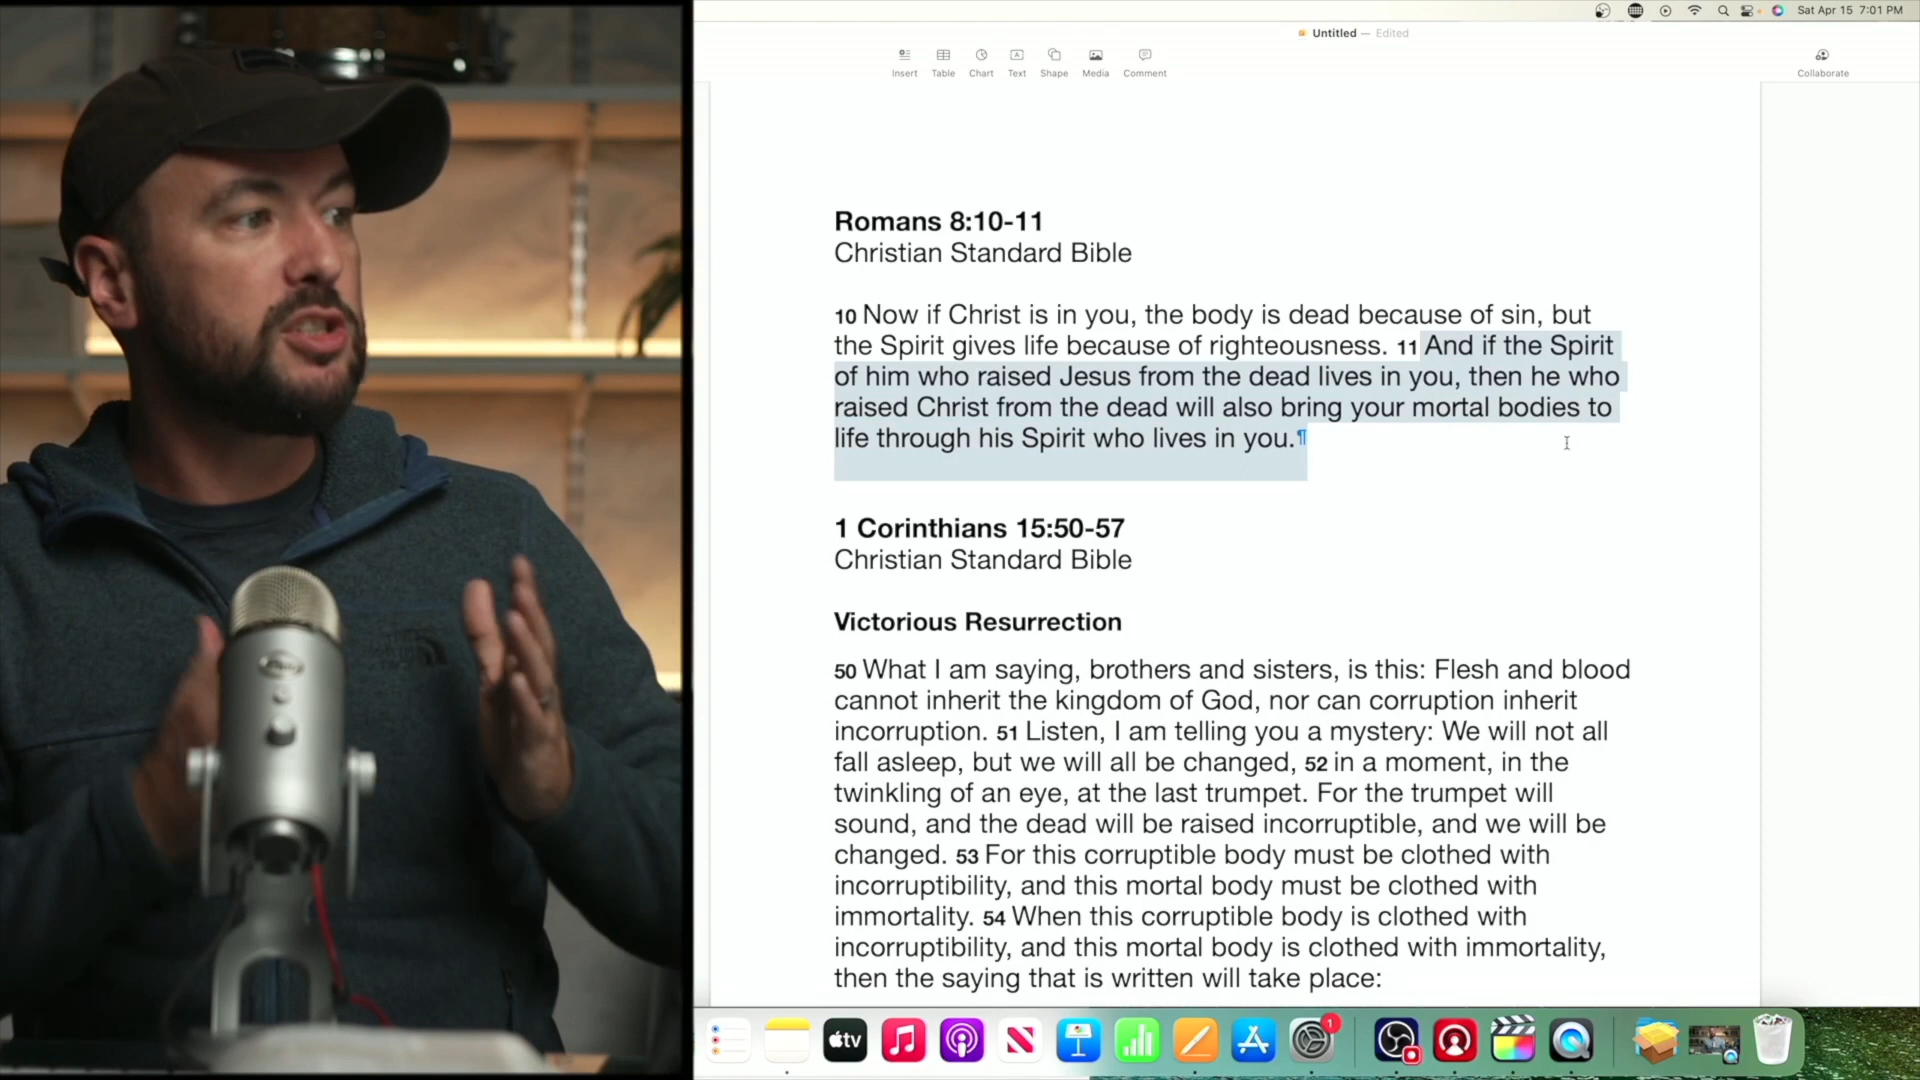 Sat Apr 15 7:01 PM
Untitled — Edited
Insert Table Chart Text Shape Media Comment Collaborate
Romans 8:10-11
Christian Standard Bible
10 Now if Christ is in you, the body is dead because of sin, but
the Spirit gives life because of righteousness. 11 And if the Spirit
of him who raised Jesus from the dead lives in you, then he who
raised Christ from the dead will also bring your mortal bodies to
life through his Spirit who lives in you.¶
1 Corinthians 15:50-57
Christian Standard Bible
Victorious Resurrection
50 What I am saying, brothers and sisters, is this: Flesh and blood
cannot inherit the kingdom of God, nor can corruption inherit
incorruption. 51 Listen, I am telling you a mystery: We will not all
fall asleep, but we will all be changed, 52 in a moment, in the
twinkling of an eye, at the last trumpet. For the trumpet will
sound, and the dead will be raised incorruptible, and we will be
changed. 53 For this corruptible body must be clothed with
incorruptibility, and this mortal body must be clothed with
immortality. 54 When this corruptible body is clothed with
incorruptibility, and this mortal body is clothed with immortality,
then the saying that is written will take place:
tv
1